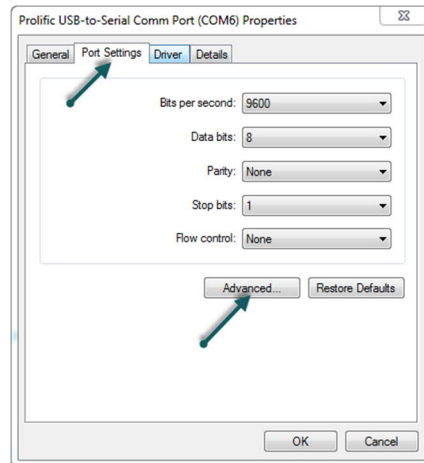 Prolific USB-to-Serial Comm Port (COM6) Properties
General Port Settings Driver Details
Bits per second: 9600
Data bits: 8
Parity: None
Stop bits: 1
Flow control: None
Advanced... Restore Defaults
OK Cancel